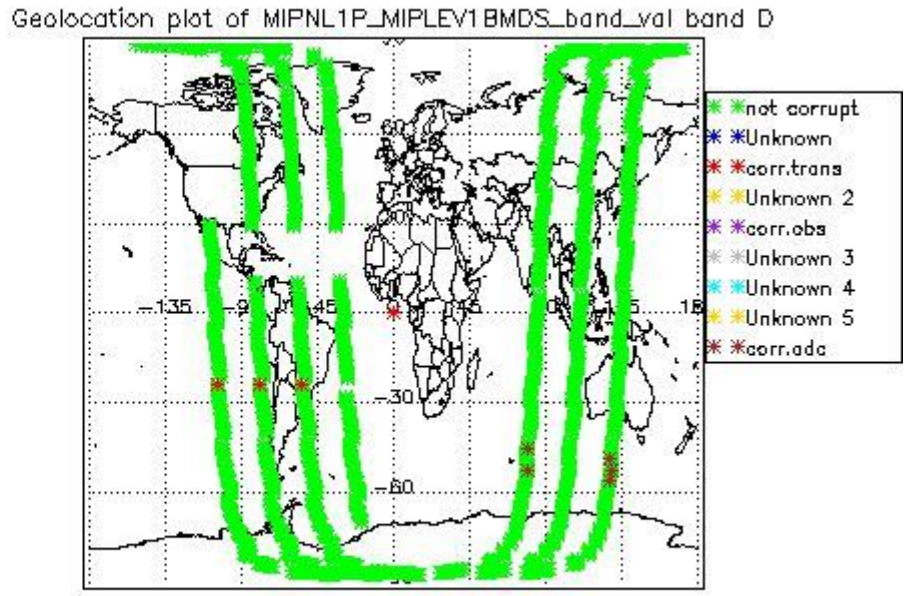 Geolocation plot of MIPNL1P_MIPLEV1BMDS_band_val band D
not corrupt
Unknown
corr.trans
Unknown 2
corr.obs
Unknown 3
Unknown 4
Unknown 5
corr.adc
60
-135
-45
-30
-60